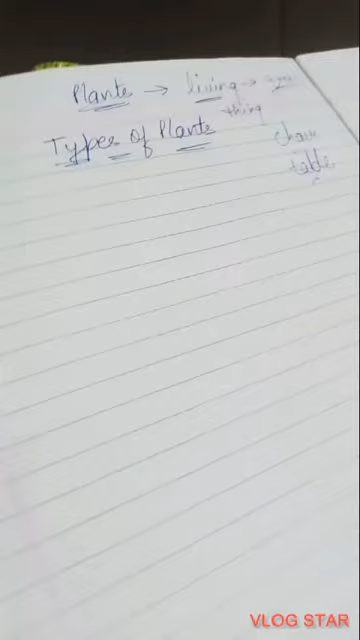 Plants → living →
thing
Types of Plants
chair
table
VLOG STAR